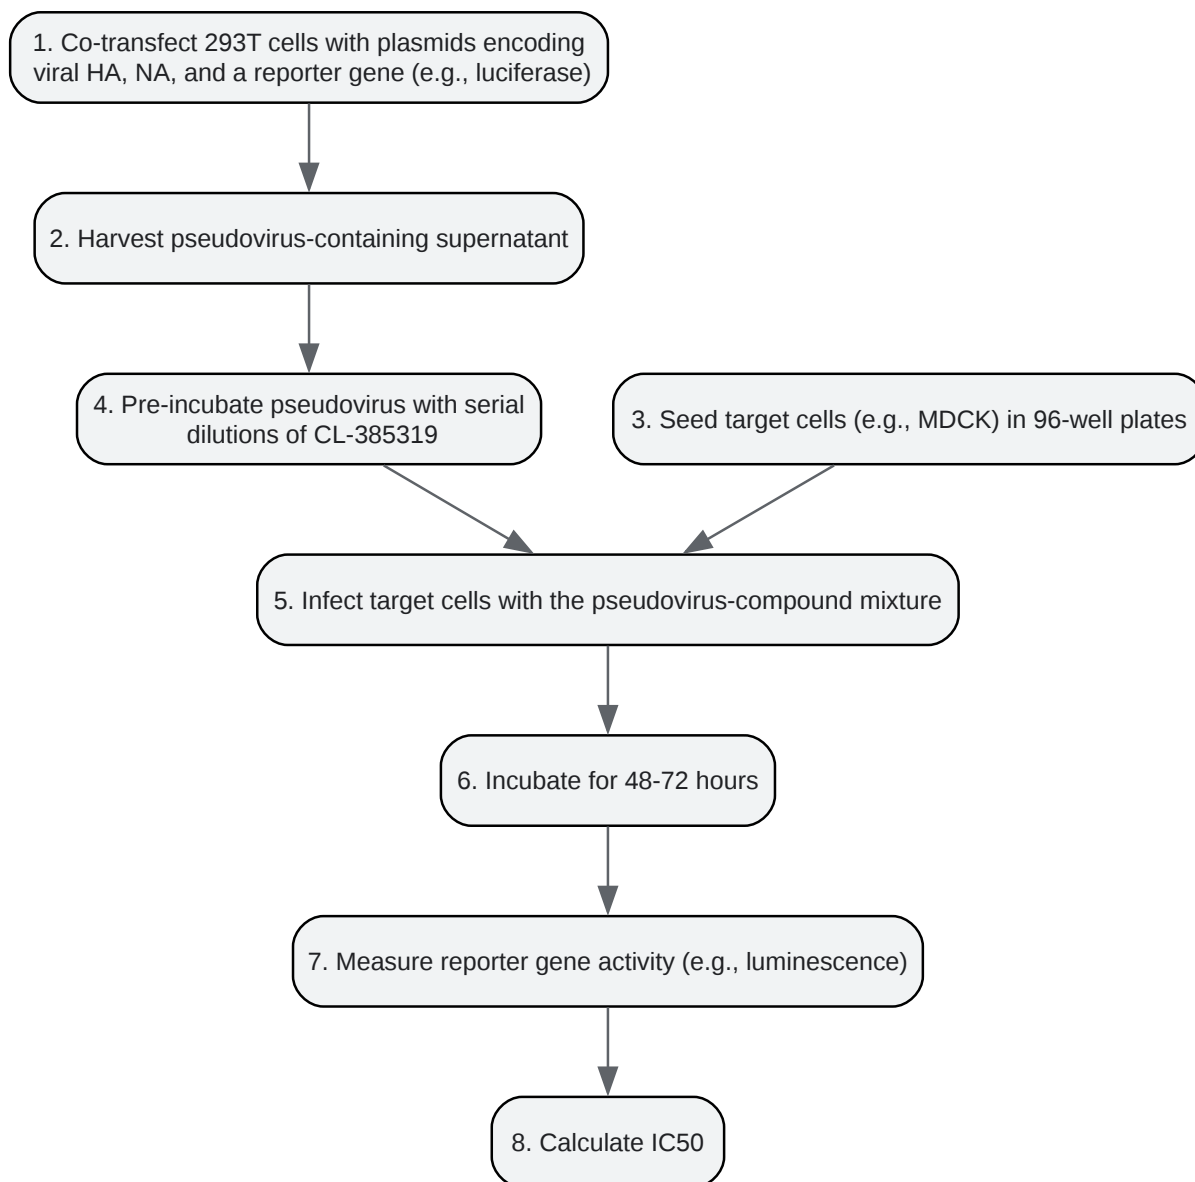 1. Co-transfect 293T cells with plasmids encoding
viral HA, NA, and a reporter gene (e.g., luciferase)
2. Harvest pseudovirus-containing supernatant
4. Pre-incubate pseudovirus with serial
dilutions of CL-385319
3. Seed target cells (e.g., MDCK) in 96-well plates
5. Infect target cells with the pseudovirus-compound mixture
6. Incubate for 48-72 hours
7. Measure reporter gene activity (e.g., luminescence)
8. Calculate IC50